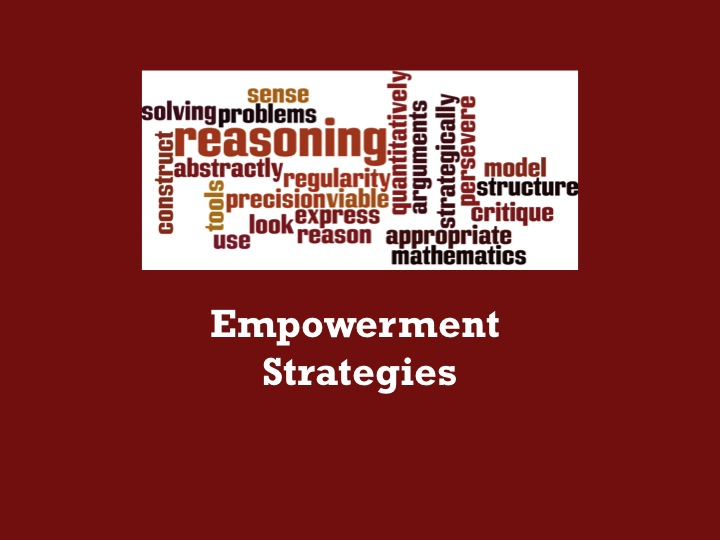 sense
solving problems
reasoning
construct
abstractly
tools
regularity
precision viable
look express
use reason
quantitatively
arguments
strategically
persevere
model
structure
critique
appropriate
mathematics
Empowerment
Strategies